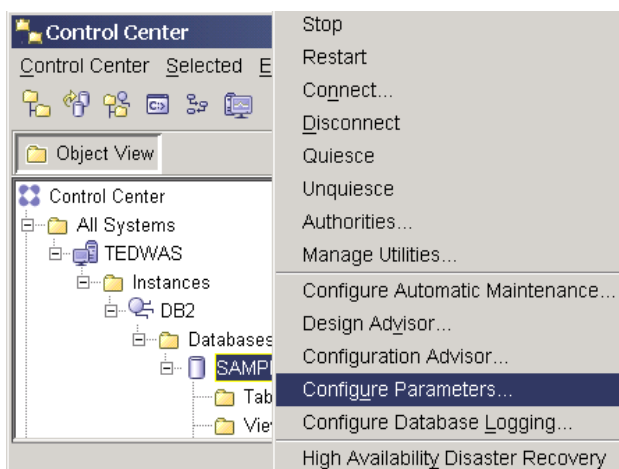 Control Center
Control Center Selected E
Object View
Control Center
All Systems
TEDWAS
Instances
DB2
Databases
SAMP
Tab
Vie
Stop
Restart
Connect...
Disconnect
Quiesce
Unquiesce
Authorities...
Manage Utilities...
Configure Automatic Maintenance...
Design Advisor...
Configuration Advisor...
Configure Parameters...
Configure Database Logging...
High Availability Disaster Recovery